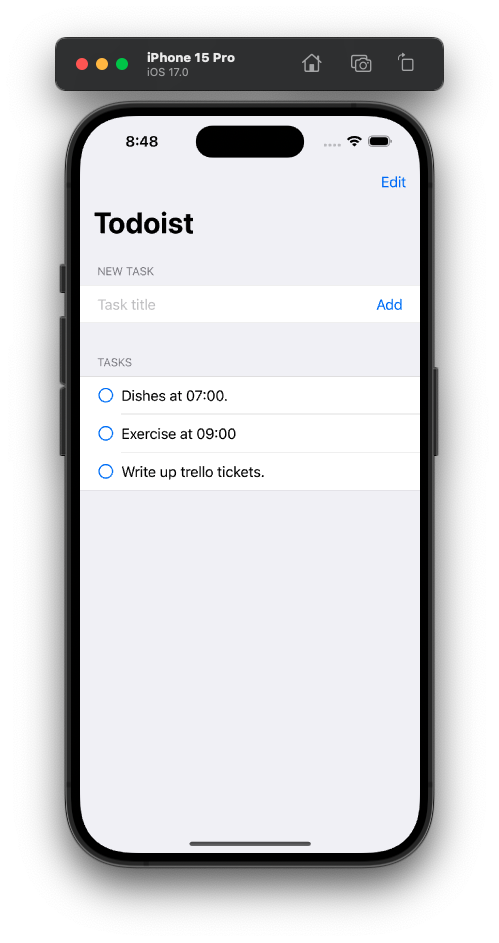 iPhone 15 Pro
iOS 17.0
8:48
Edit
Todoist
NEW TASK
Task title
Add
TASKS
Dishes at 07:00.
Exercise at 09:00
Write up trello tickets.